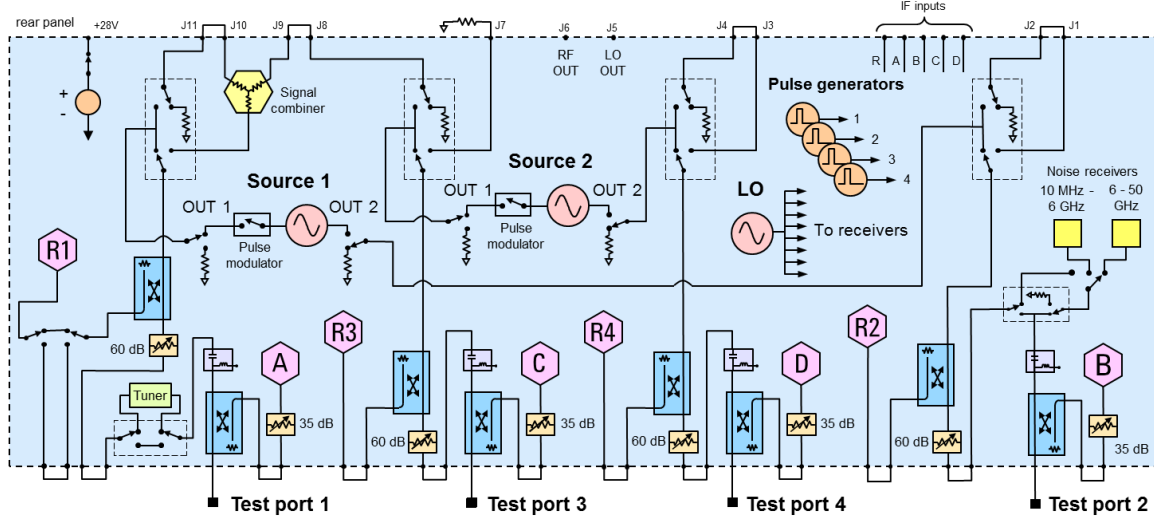 IF inputs
rear panel +28V J11 J10 J9 J8 J7 J6 J5 J4 J3 J2 J1
RF OUT
LO OUT
R A B C D
Signal combiner
+
-
Pulse generators
1
2
3
4
Source 1
Source 2
LO
To receivers
OUT 1
OUT 2
OUT 1
OUT 2
Pulse modulator
Pulse modulator
Noise receivers
10 MHz - 6 GHz
6 - 50 GHz
R1
R3
R4
R2
60 dB
A
C
D
B
Tuner
35 dB
60 dB
35 dB
60 dB
35 dB
60 dB
35 dB
Test port 1
Test port 3
Test port 4
Test port 2